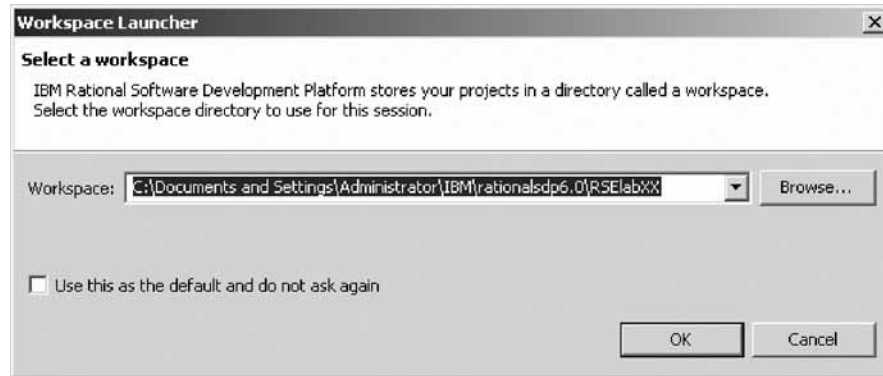 Workspace Launcher
Select a workspace
IBM Rational Software Development Platform stores your projects in a directory called a workspace.
Select the workspace directory to use for this session.
Workspace: C:\Documents and Settings\Administrator\IBM\rationalsdp6.0\RSElabXX Browse...
Use this as the default and do not ask again
OK Cancel